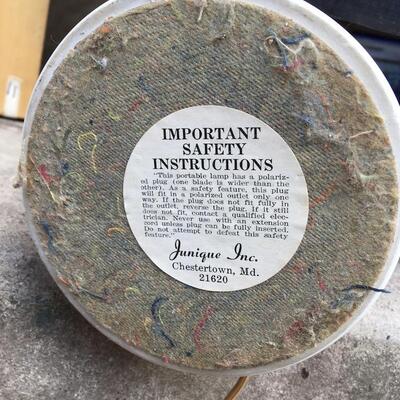 IMPORTANT
SAFETY
INSTRUCTIONS
"This portable lamp has a polariz-
ed plug (one blade is wider than the
other). As a safety feature, this plug
will fit in a polarized outlet only one
way. If the plug does not fit fully in
the outlet, reverse the plug. If it still
does not fit, contact a qualified elec-
trician. Never use with an extension
cord unless plug can be fully inserted.
Do not attempt to defeat this safety
feature."
Junique Inc.
Chestertown, Md.
21620